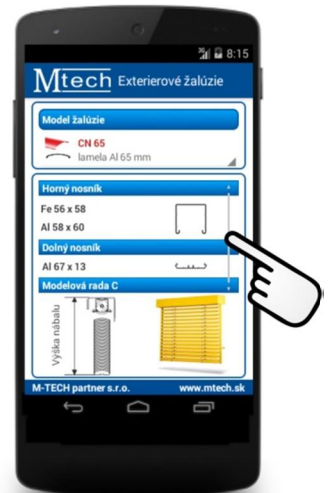 3G 8:15
Mtech Exterierové žalúzie
Model žalúzie
CN 65
lamela Al 65 mm
Horný nosník
Fe 56 x 58
Al 58 x 60
Dolný nosník
Al 67 x 13
Modelová rada C
Výška nábalu
M-TECH partner s.r.o. www.mtech.sk